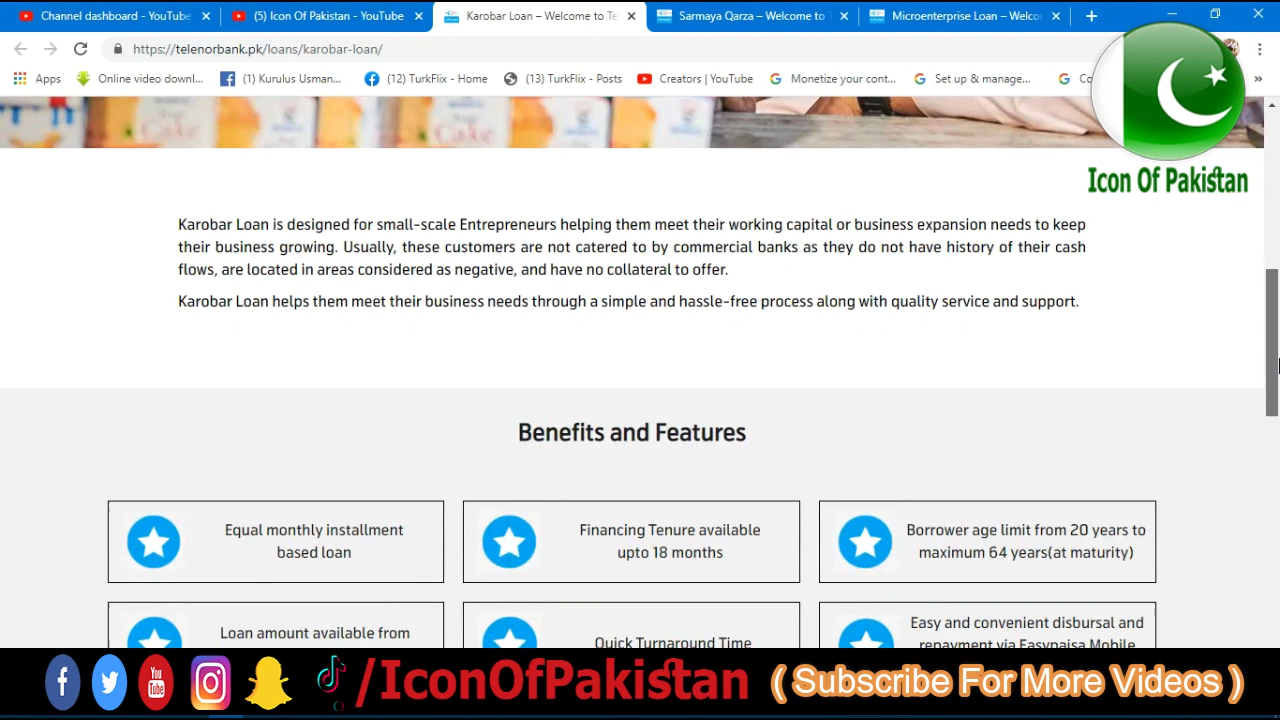 Channel dashboard - YouTube
(5) Icon Of Pakistan - YouTube
Karobar Loan – Welcome to Te
Sarmaya Qarza – Welcome to T
Microenterprise Loan – Welco
https://telenorbank.pk/loans/karobar-loan/
Apps
Online video downl...
(1) Kurulus Usman...
(12) TurkFlix - Home
(13) TurkFlix - Posts
Creators | YouTube
Monetize your cont...
Set up & manage...
Co
»
Icon Of Pakistan
Karobar Loan is designed for small-scale Entrepreneurs helping them meet their working capital or business expansion needs to keep
their business growing. Usually, these customers are not catered to by commercial banks as they do not have history of their cash
flows, are located in areas considered as negative, and have no collateral to offer.
Karobar Loan helps them meet their business needs through a simple and hassle-free process along with quality service and support.
Benefits and Features
Equal monthly installment
based loan
Financing Tenure available
upto 18 months
Borrower age limit from 20 years to
maximum 64 years(at maturity)
Loan amount available from
Quick Turnaround Time
Easy and convenient disbursal and
repayment via Easypaisa Mobile
You
Tube
/IconOfPakistan
( Subscribe For More Videos )